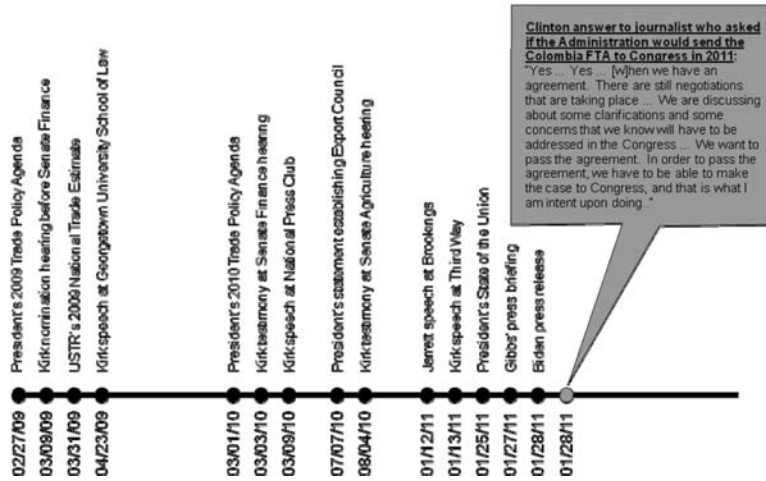 Clinton answer to journalist who asked
if the Administration would send the
Colombia FTA to Congress in 2011:
"Yes ... Yes ... [w]hen we have an
agreement. There are still negotiations
that are taking place ... We are discussing
about some clarifications and some
concerns that we know will have to be
addressed in the Congress ... We want to
pass the agreement. In order to pass the
agreement, we have to be able to make
the case to Congress, and that is what I
am intent upon doing.."
President's 2009 Trade Policy Agenda
Kirk nomination hearing before Senate Finance
USTR's 2009 National Trade Estimate
Kirk speech at Georgetown University School of Law
President's 2010 Trade Policy Agenda
Kirk testimony at Senate Finance hearing
Kirk speech at National Press Club
President's statement establishing Export Council
Kirk testimony at Senate Agriculture hearing
Jarrett speech at Brookings
Kirk speech at Third Way
President's State of the Union
Gibbs' press briefing
Biden press release
02/27/09
03/09/09
03/31/09
04/23/09
03/01/10
03/03/10
03/09/10
07/07/10
08/04/10
01/12/11
01/13/11
01/25/11
01/27/11
01/28/11
01/28/11